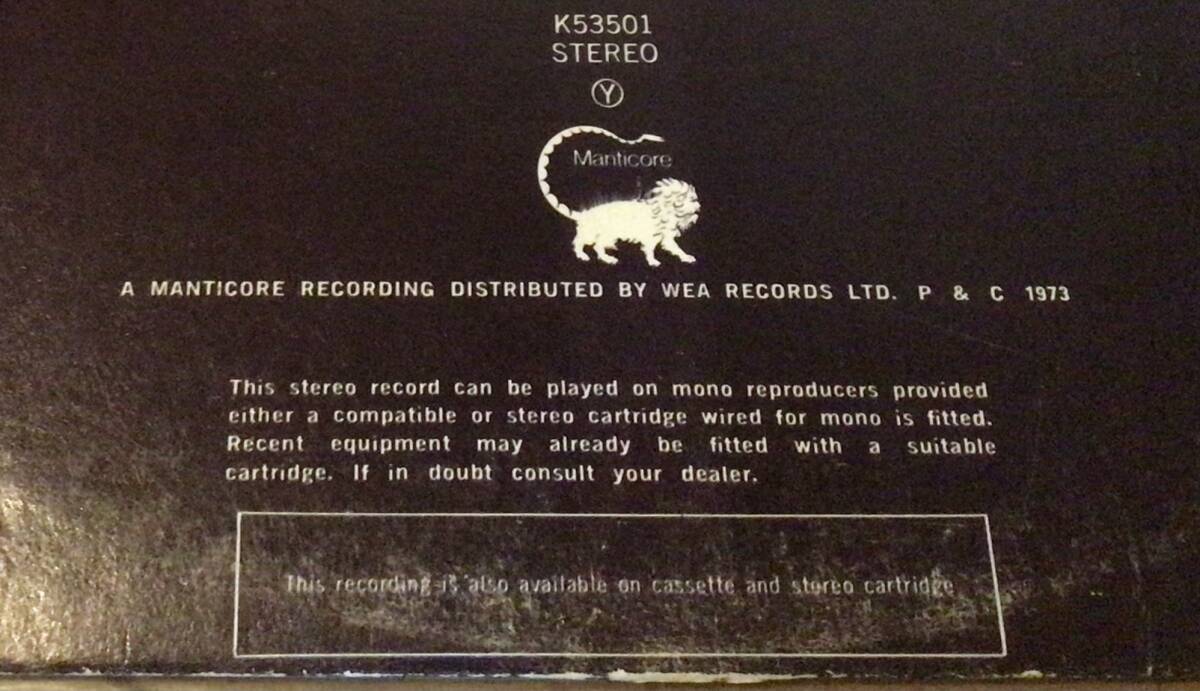 K53501
STEREO
Y
Manticore
A MANTICORE RECORDING DISTRIBUTED BY WEA RECORDS LTD. P & C 1973
This stereo record can be played on mono reproducers provided
either a compatible or stereo cartridge wired for mono is fitted.
Recent equipment may already be fitted with a suitable
cartridge. If in doubt consult your dealer.
This recording is also available on cassette and stereo cartridge